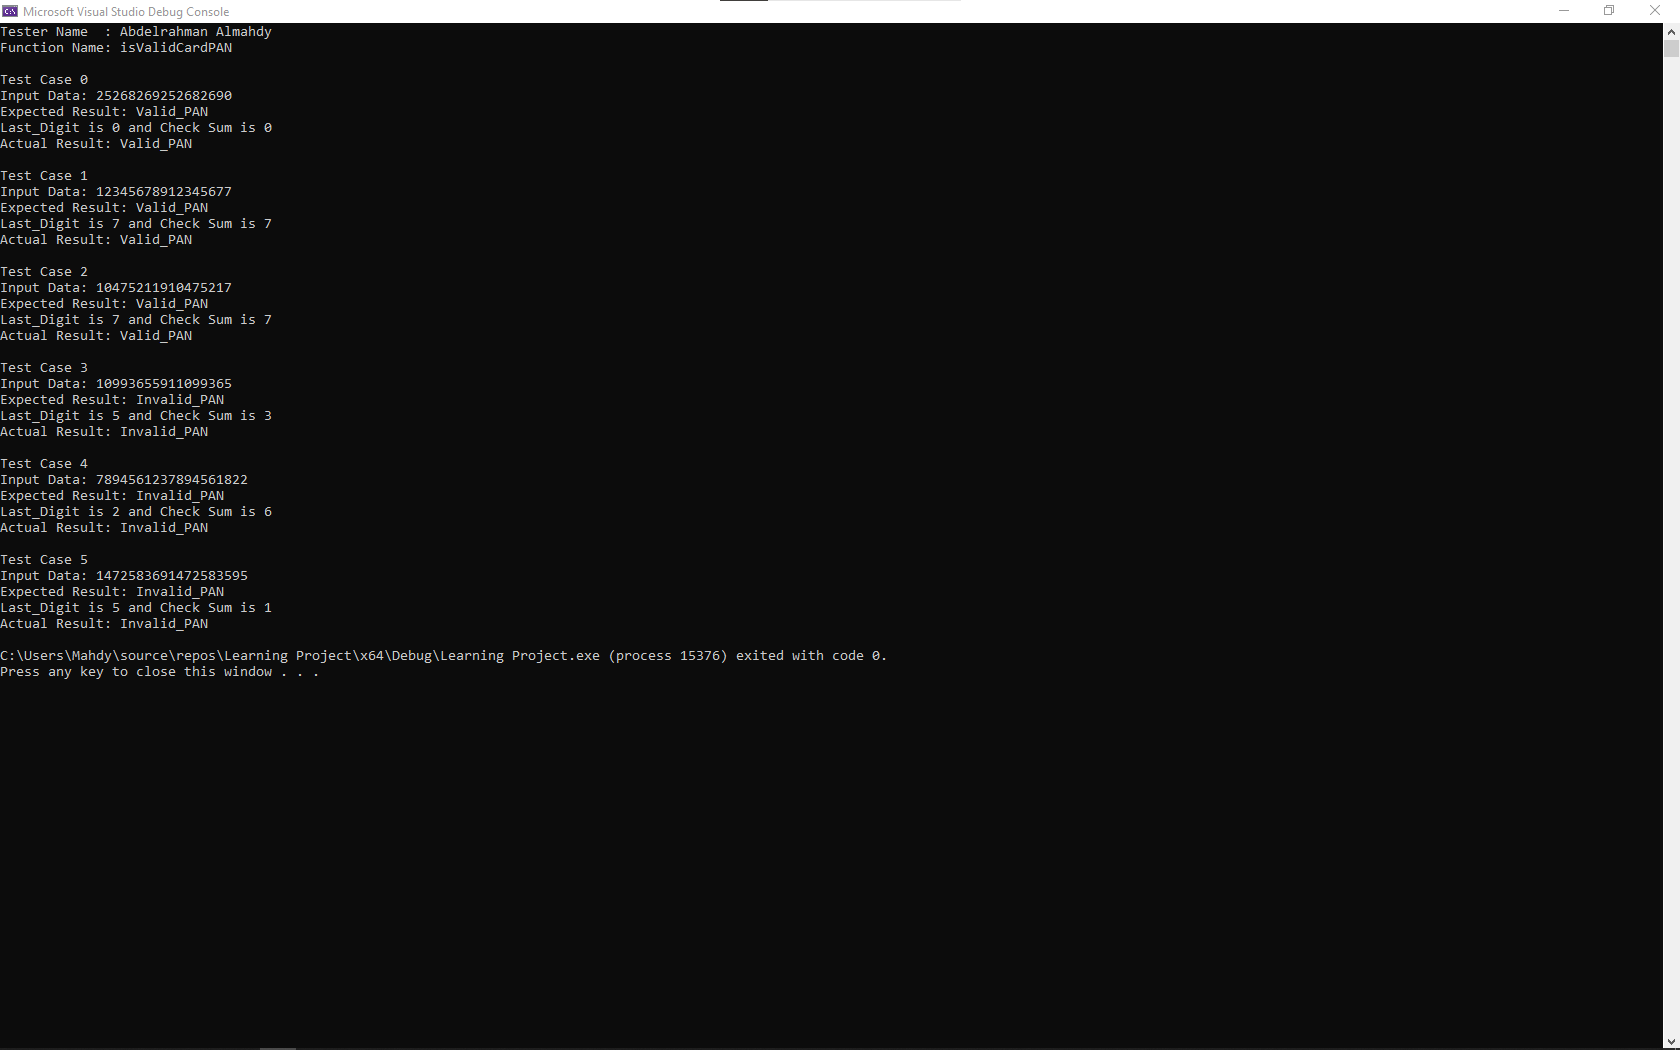 Microsoft Visual Studio Debug Console
Tester Name  : Abdelrahman Almahdy
Function Name: isValidCardPAN
Test Case 0
Input Data: 25268269252682690
Expected Result: Valid_PAN
Last_Digit is 0 and Check Sum is 0
Actual Result: Valid_PAN
Test Case 1
Input Data: 12345678912345677
Expected Result: Valid_PAN
Last_Digit is 7 and Check Sum is 7
Actual Result: Valid_PAN
Test Case 2
Input Data: 10475211910475217
Expected Result: Valid_PAN
Last_Digit is 7 and Check Sum is 7
Actual Result: Valid_PAN
Test Case 3
Input Data: 10993655911099365
Expected Result: Invalid_PAN
Last_Digit is 5 and Check Sum is 3
Actual Result: Invalid_PAN
Test Case 4
Input Data: 7894561237894561822
Expected Result: Invalid_PAN
Last_Digit is 2 and Check Sum is 6
Actual Result: Invalid_PAN
Test Case 5
Input Data: 1472583691472583595
Expected Result: Invalid_PAN
Last_Digit is 5 and Check Sum is 1
Actual Result: Invalid_PAN
C:\Users\Mahdy\source\repos\Learning Project\x64\Debug\Learning Project.exe (process 15376) exited with code 0.
Press any key to close this window . . .